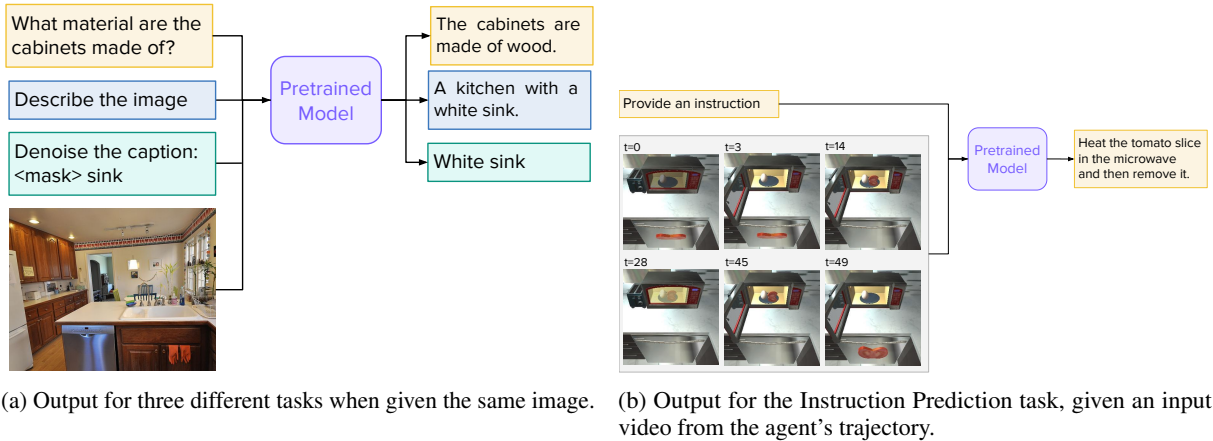 What material are the
cabinets made of?
Describe the image
Denoise the caption:
<mask> sink
Pretrained
Model
The cabinets are
made of wood.
A kitchen with a
white sink.
White sink
(a) Output for three different tasks when given the same image.
Provide an instruction
t=0
t=3
t=14
t=28
t=45
t=49
Pretrained
Model
Heat the tomato slice
in the microwave
and then remove it.
(b) Output for the Instruction Prediction task, given an input
video from the agent's trajectory.